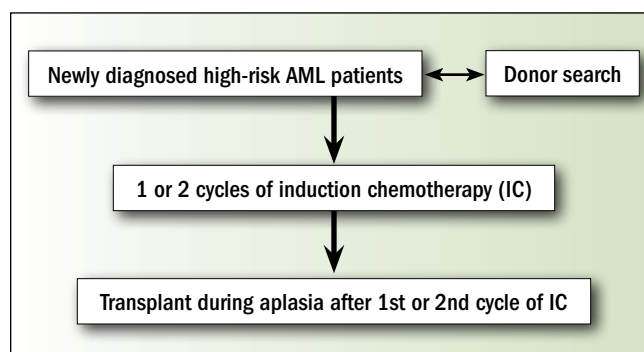 Newly diagnosed high-risk AML patients
Donor search
1 or 2 cycles of induction chemotherapy (IC)
Transplant during aplasia after 1st or 2nd cycle of IC